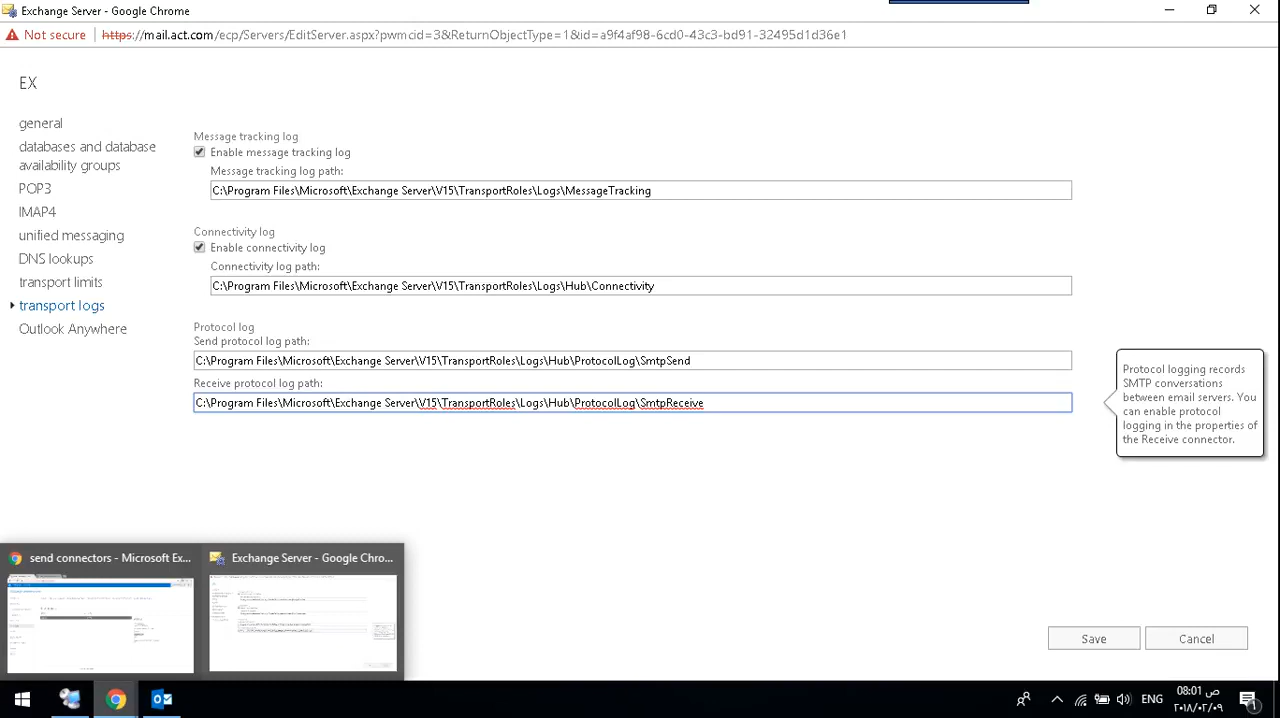 Exchange Server - Google Chrome
Not secure | https://mail.act.com/ecp/Servers/EditServer.aspx?pwmcid=3&ReturnObjectType=1&id=a9f4af98-6cd0-43c3-bd91-32495d1d36e1
EX
general
databases and database
availability groups
POP3
IMAP4
unified messaging
DNS lookups
transport limits
transport logs
Outlook Anywhere
Message tracking log
Enable message tracking log
Message tracking log path:
C:\Program Files\Microsoft\Exchange Server\V15\TransportRoles\Logs\MessageTracking
Connectivity log
Enable connectivity log
Connectivity log path:
C:\Program Files\Microsoft\Exchange Server\V15\TransportRoles\Logs\Hub\Connectivity
Protocol log
Send protocol log path:
C:\Program Files\Microsoft\Exchange Server\V15\TransportRoles\Logs\Hub\ProtocolLog\SmtpSend
Receive protocol log path:
C:\Program Files\Microsoft\Exchange Server\V15\TransportRoles\Logs\Hub\ProtocolLog\SmtpReceive
Protocol logging records
SMTP conversations
between email servers. You
can enable protocol
logging in the properties of
the Receive connector.
send connectors - Microsoft Ex...
Exchange Server - Google Chro...
Save
Cancel
ENG
08:01 ص
٢٠١٨/٠٢/٠٩
1